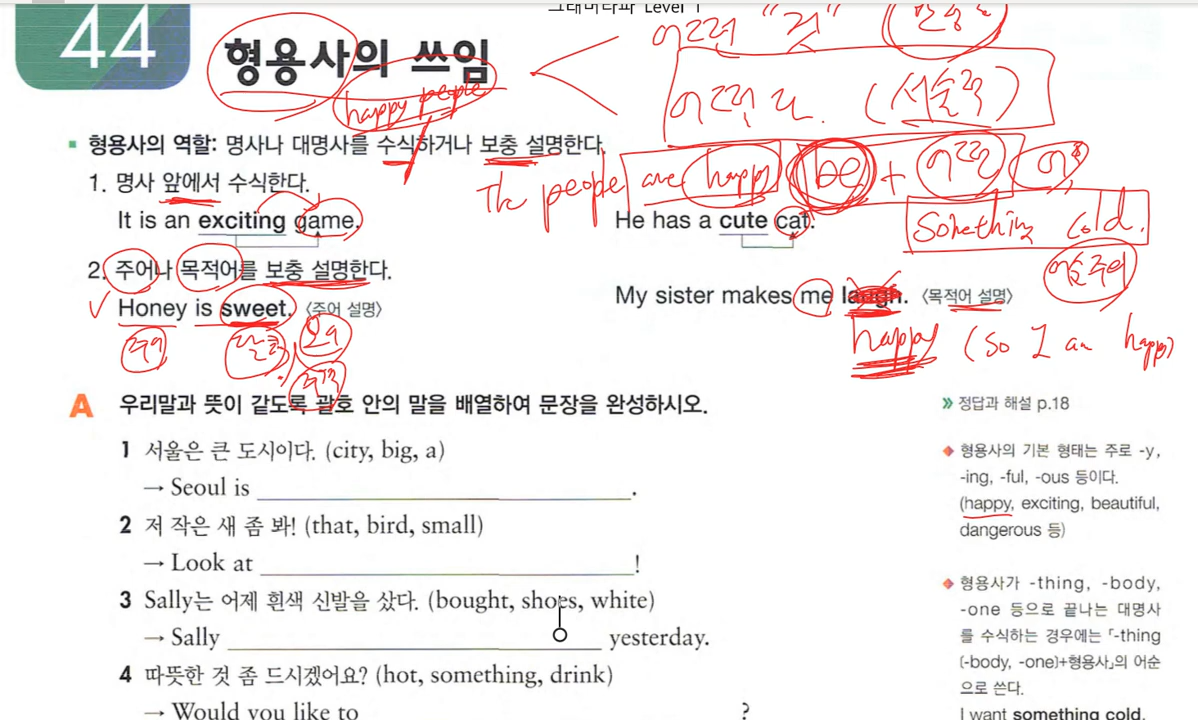 그래머타파 Level 1
44
형용사의 쓰임
어떤 "것"
어떻다. (서술적)
happy people
형용사의 역할: 명사나 대명사를 수식하거나 보충 설명한다.
The people are happy
be +
1. 명사 앞에서 수식한다.
It is an exciting game.
He has a cute cat.
something cold.
2. 주어나 목적어를 보충 설명한다.
어순주의
Honey is sweet. 〈주어 설명〉
My sister makes me laugh. 〈목적어 설명〉
주어
happy (so I am happy)
A 우리말과 뜻이 같도록 괄호 안의 말을 배열하여 문장을 완성하시오.
1 서울은 큰 도시이다. (city, big, a)
→ Seoul is .
2 저 작은 새 좀 봐! (that, bird, small)
→ Look at !
3 Sally는 어제 흰색 신발을 샀다. (bought, shoes, white)
→ Sally yesterday.
4 따뜻한 것 좀 드시겠어요? (hot, something, drink)
→ Would you like to ?
» 정답과 해설 p.18
형용사의 기본 형태는 주로 -y,
-ing, -ful, -ous 등이다.
(happy, exciting, beautiful,
dangerous 등)
형용사가 -thing, -body,
-one 등으로 끝나는 대명사
를 수식하는 경우에는 「-thing
(-body, -one)+형용사」의 어순
으로 쓴다.
I want something cold.